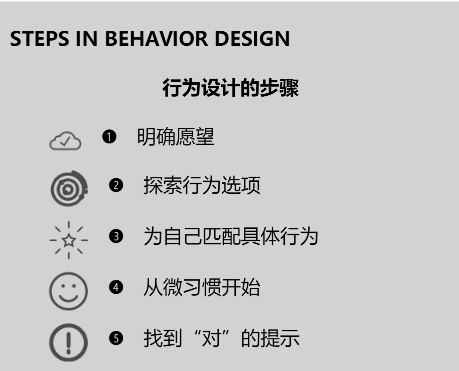 STEPS IN BEHAVIOR DESIGN
行为设计的步骤
❶ 明确愿望
❷ 探索行为选项
❸ 为自己匹配具体行为
❹ 从微习惯开始
❺ 找到“对”的提示